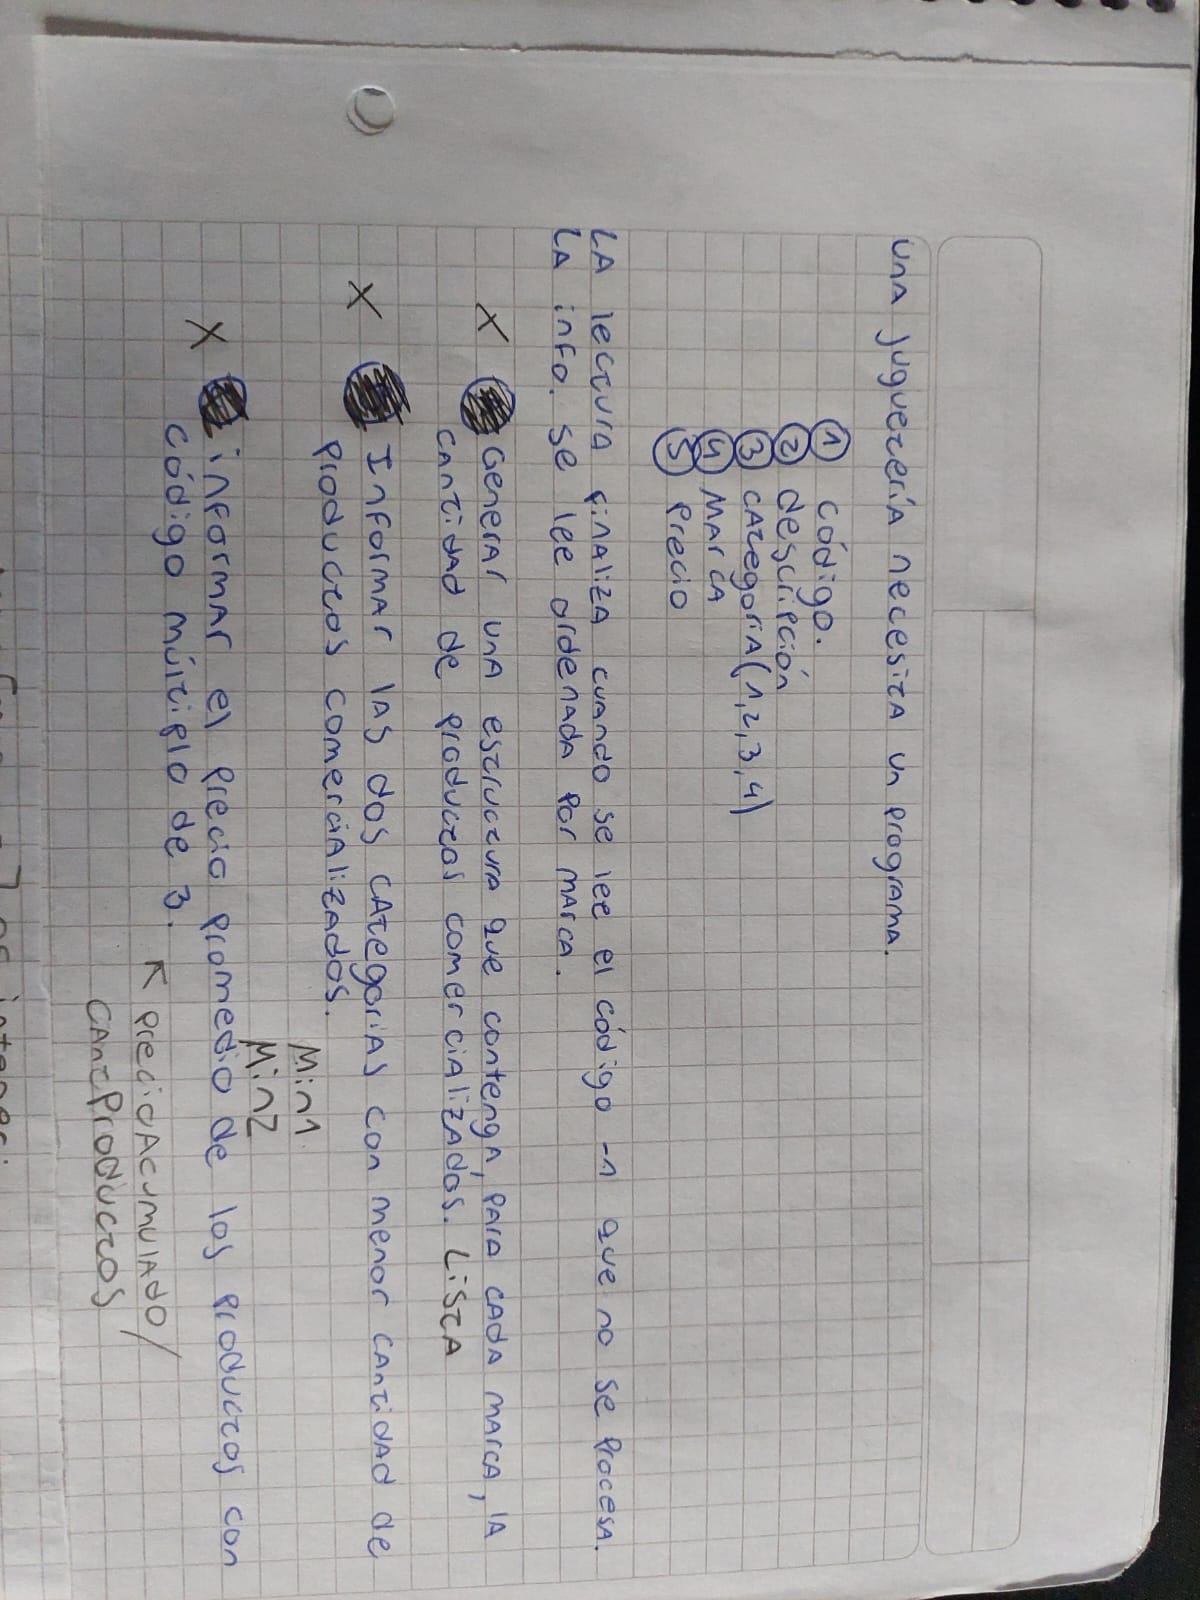 Una juguetería necesita un programa.
① código.
② descripción
③ categoría (1,2,3,4)
④ Marca
⑤ Precio
La lectura finaliza cuando se lee el código -1 que no se procesa.
La info. se lee ordenada por marca.
X Generar una estructura que contenga, para cada marca, la
cantidad de productos comercializados. Lista
X Informar las dos categorías con menor cantidad de
productos comercializados.
Min1
Min2
X informar el precio promedio de los productos con
código múltiplo de 3.
↖ precioAcumulado/
cantProductos